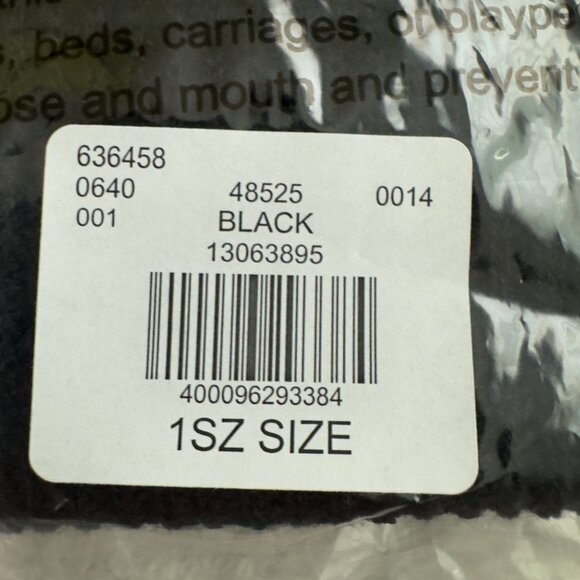 s, beds, carriages, or plaype
ose and mouth and prevent
636458
0640 48525 0014
001 BLACK
13063895
400096293384
1SZ SIZE